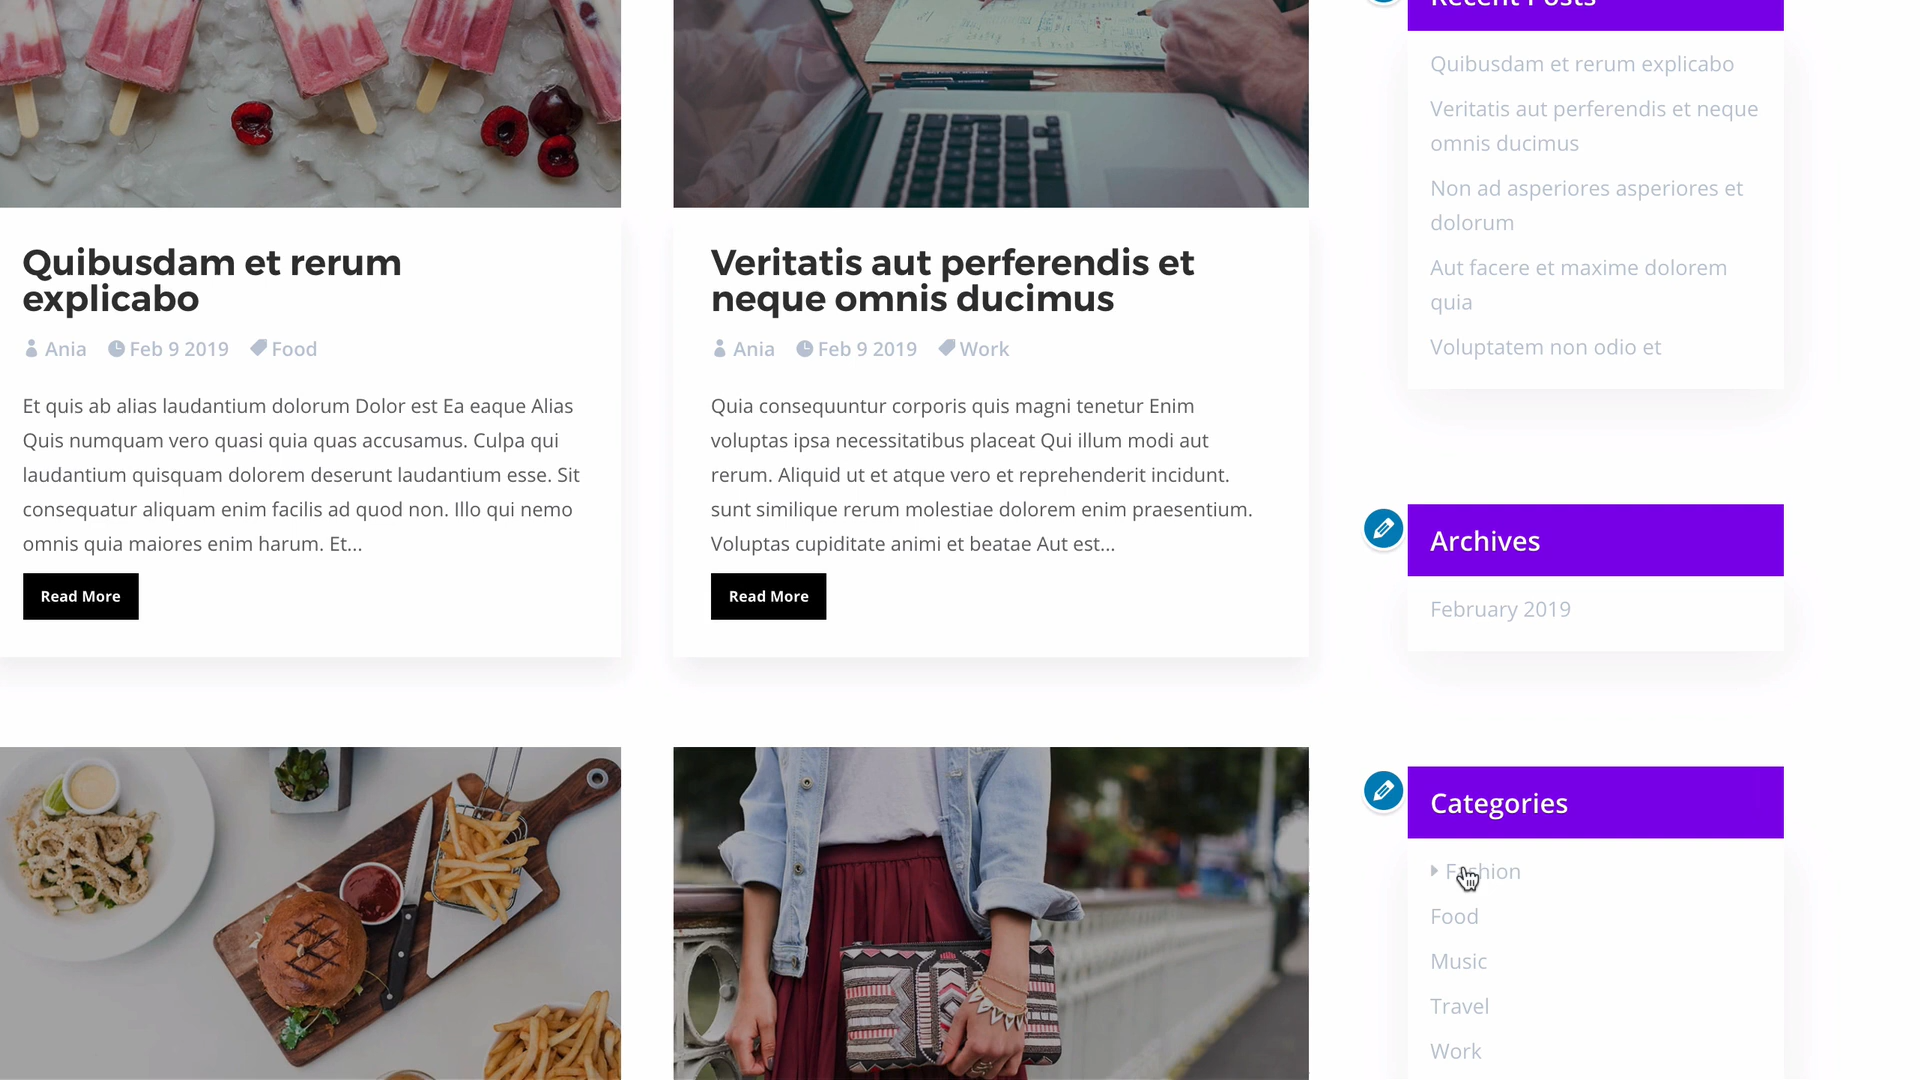 Quibusdam et rerum
explicabo
Ania Feb 9 2019 Food
Et quis ab alias laudantium dolorum Dolor est Ea eaque Alias
Quis numquam vero quasi quia quas accusamus. Culpa qui
laudantium quisquam dolorem deserunt laudantium esse. Sit
consequatur aliquam enim facilis ad quod non. Illo qui nemo
omnis quia maiores enim harum. Et...
Read More
Veritatis aut perferendis et
neque omnis ducimus
Ania Feb 9 2019 Work
Quia consequuntur corporis quis magni tenetur Enim
voluptas ipsa necessitatibus placeat Qui illum modi aut
rerum. Aliquid ut et atque vero et reprehenderit incidunt.
sunt similique rerum molestiae dolorem enim praesentium.
Voluptas cupiditate animi et beatae Aut est...
Read More
Recent Posts
Quibusdam et rerum explicabo
Veritatis aut perferendis et neque
omnis ducimus
Non ad asperiores asperiores et
dolorum
Aut facere et maxime dolorem
quia
Voluptatem non odio et
Archives
February 2019
Categories
Fashion
Food
Music
Travel
Work